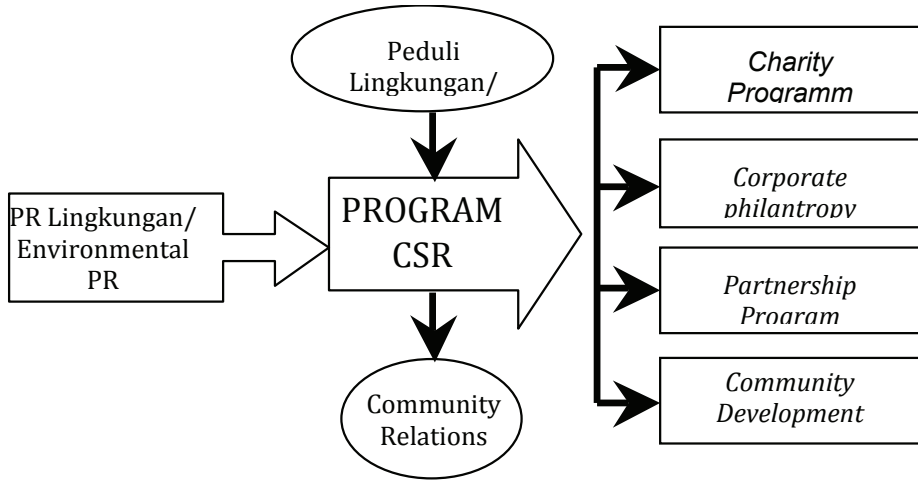 Peduli
Lingkungan/
PR Lingkungan/
Environmental
PR
PROGRAM
CSR
Community
Relations
Charity
Programm
Corporate
philantropy
Partnership
Program
Community
Development